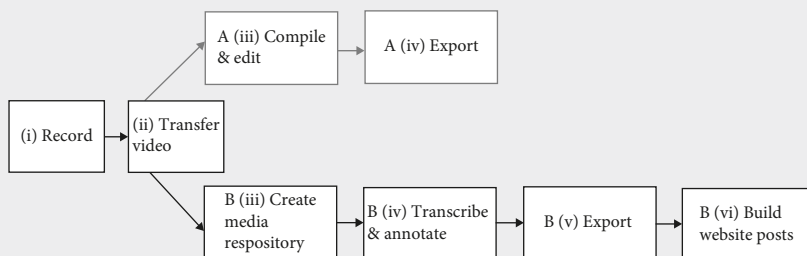 A (iii) Compile
& edit
A (iv) Export
(i) Record
(ii) Transfer
video
B (iii) Create
media
respository
B (iv) Transcribe
& annotate
B (v) Export
B (vi) Build
website posts